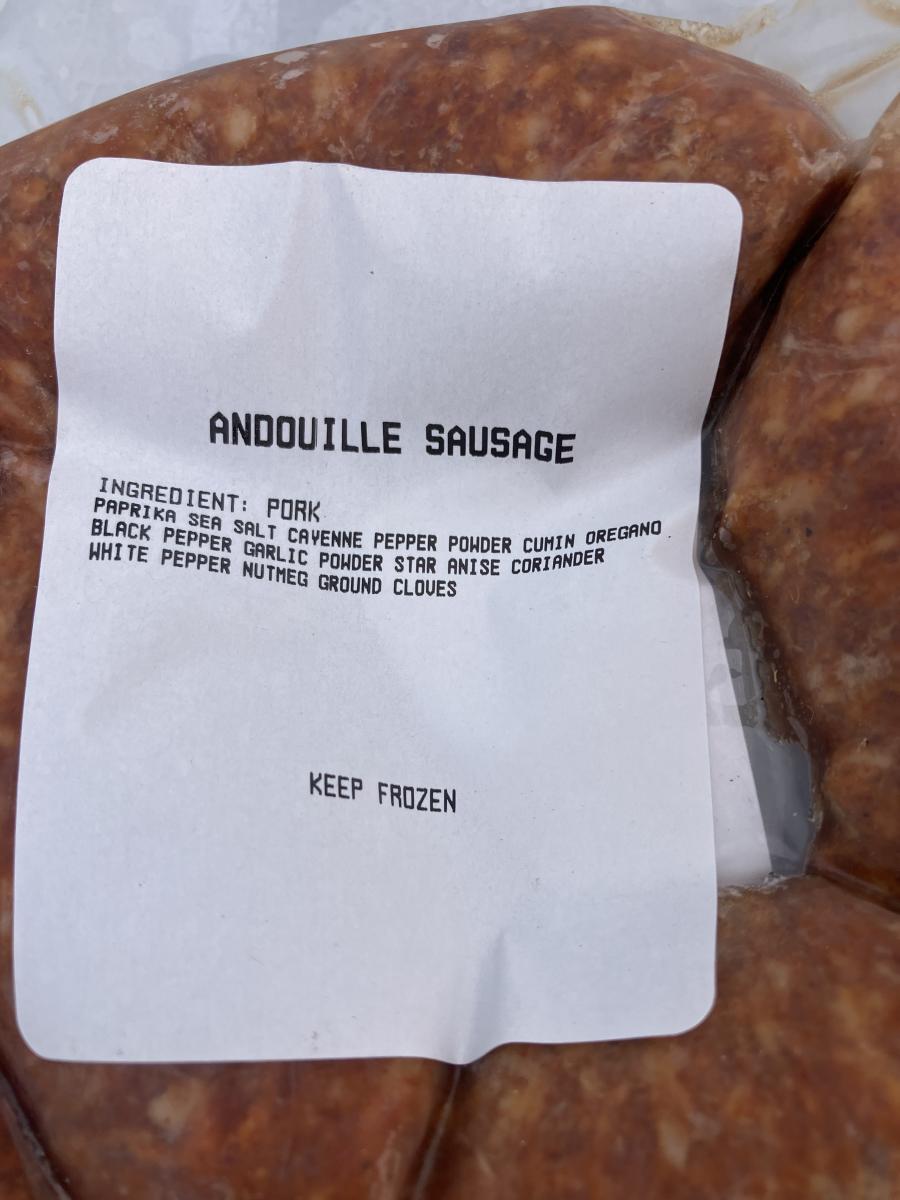 ANDOUILLE SAUSAGE
INGREDIENT: PORK
PAPRIKA SEA SALT CAYENNE PEPPER POWDER CUMIN OREGANO
BLACK PEPPER GARLIC POWDER STAR ANISE CORIANDER
WHITE PEPPER NUTMEG GROUND CLOVES
KEEP FROZEN